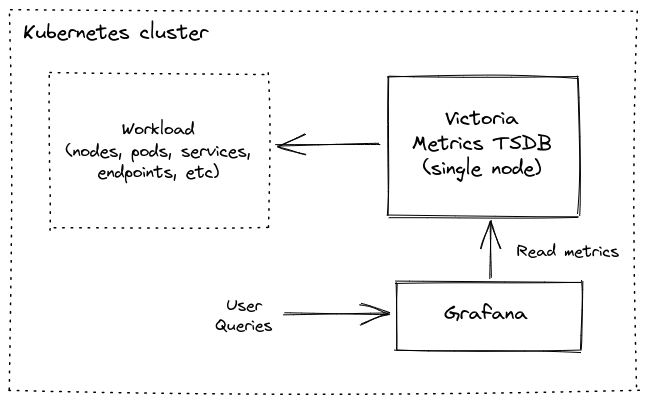 Kubernetes cluster
Workload
(nodes, pods, services,
endpoints, etc)
Victoria
Metrics TSDB
(single node)
Read metrics
User
Queries
Grafana